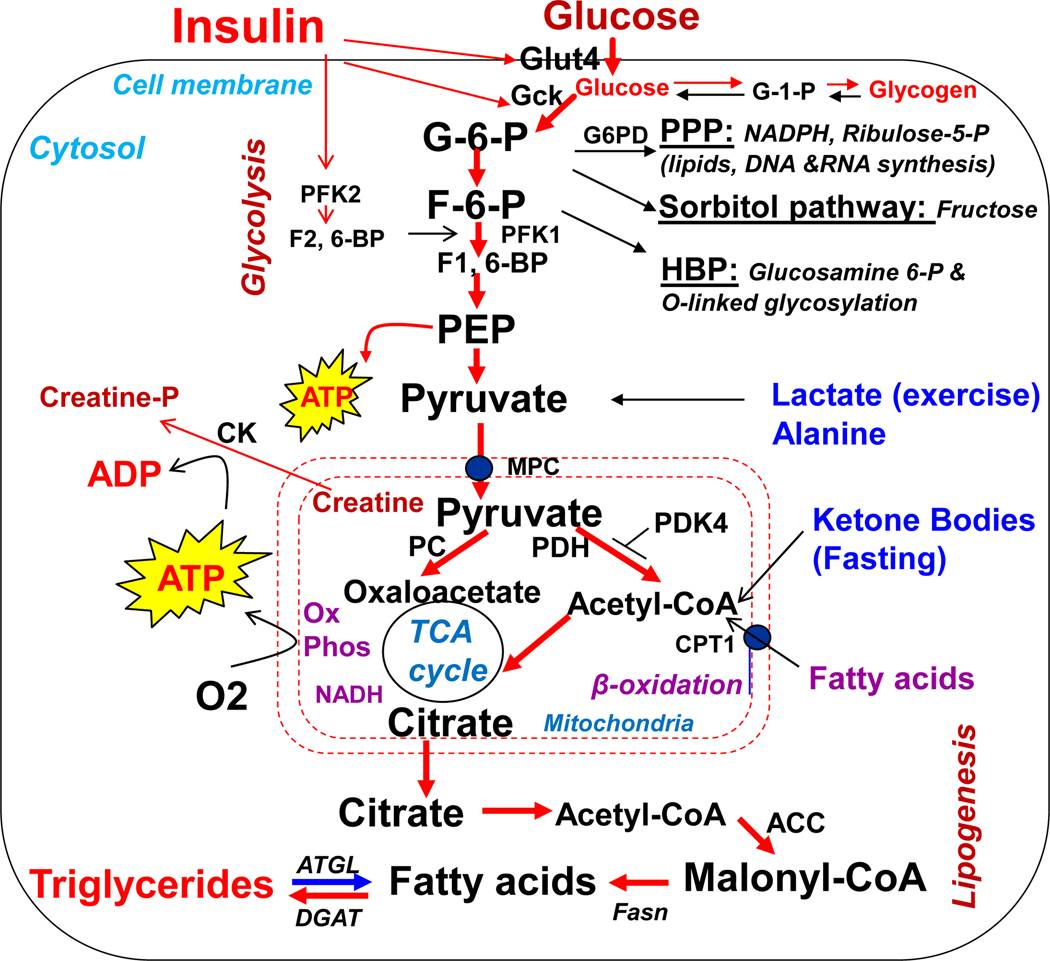 Insulin
Glucose
Glut4
Cell membrane
Glucose
G-1-P
Glycogen
Gck
Cytosol
G-6-P
G6PD
PPP: NADPH, Ribulose-5-P
(lipids, DNA &RNA synthesis)
Glycolysis
PFK2
F-6-P
Sorbitol pathway: Fructose
F2, 6-BP
PFK1
F1, 6-BP
HBP: Glucosamine 6-P &
O-linked glycosylation
PEP
ATP
Creatine-P
Pyruvate
Lactate (exercise)
Alanine
CK
ADP
MPC
Creatine
Pyruvate
PDK4
Ketone Bodies
(Fasting)
PC
PDH
ATP
Oxaloacetate
Acetyl-CoA
Ox
Phos
TCA
cycle
CPT1
O2
NADH
β-oxidation
Fatty acids
Citrate
Mitochondria
Citrate
Acetyl-CoA
ACC
Lipogenesis
Triglycerides
ATGL
DGAT
Fatty acids
Fasn
Malonyl-CoA